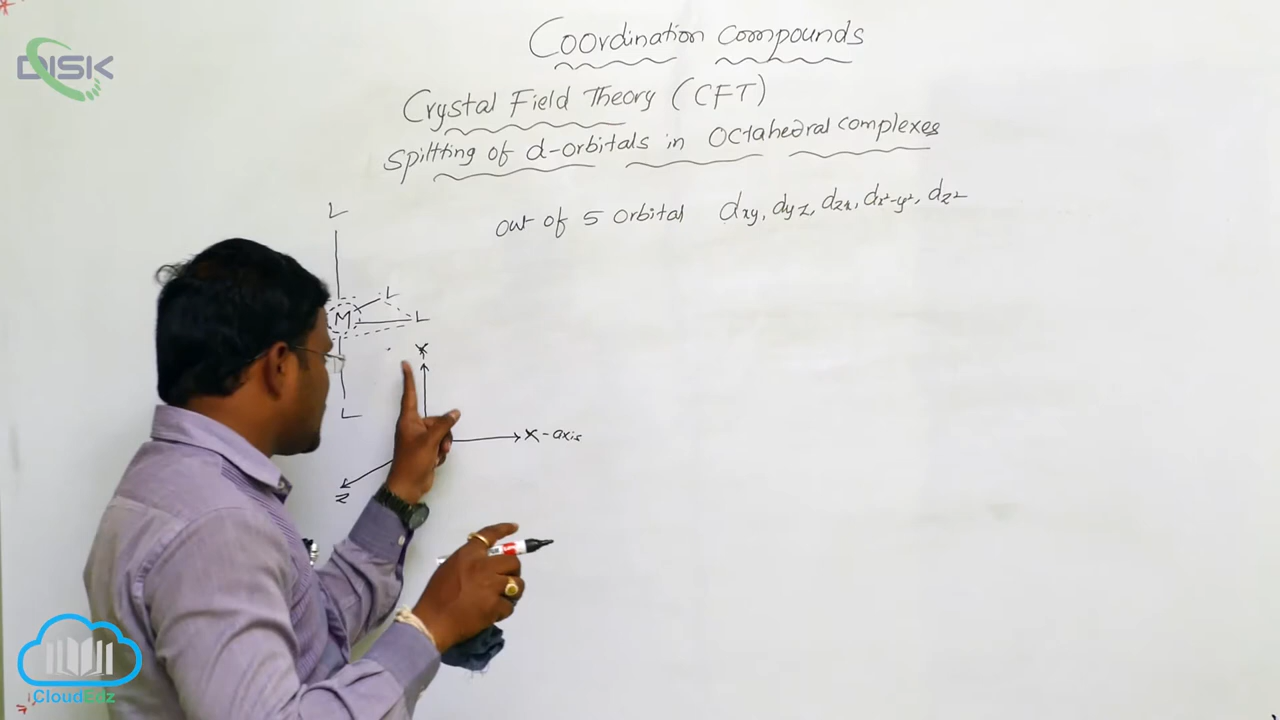 DISK
Coordination compounds
Crystal Field Theory (CFT)
Spiltting of d-orbitals in Octahedral complexes
out of 5 orbital dxy, dyz, dzx, dx²-y², dz²
L
L
M
L
L
X-axis
Z
CloudEdz